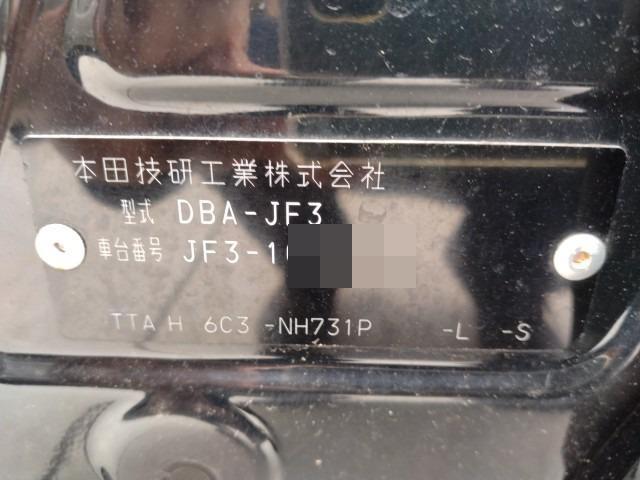 本田技研工業株式会社
型式 DBA-JF3
車台番号 JF3-1
TTA H 6C3 -NH731P -L -S